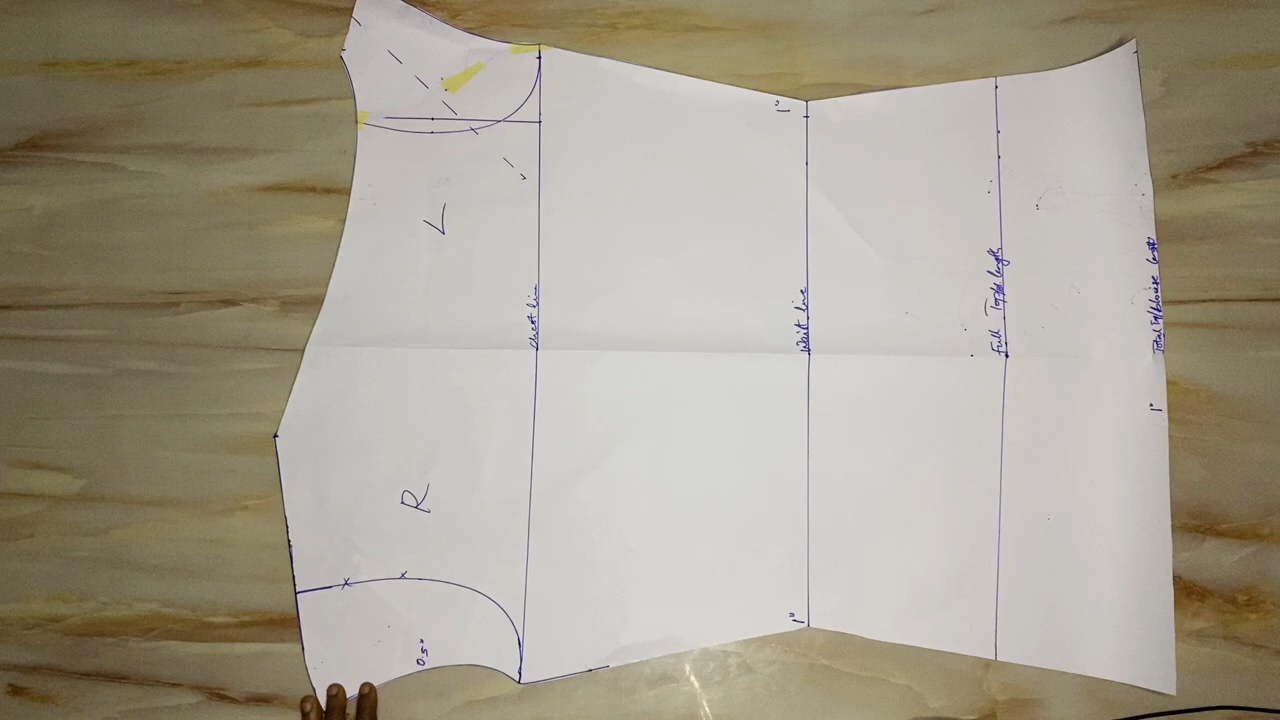 L
R
0.5"
Chest line
1"
Waist line
1"
Full Top length
Total Top/blouse length
1"